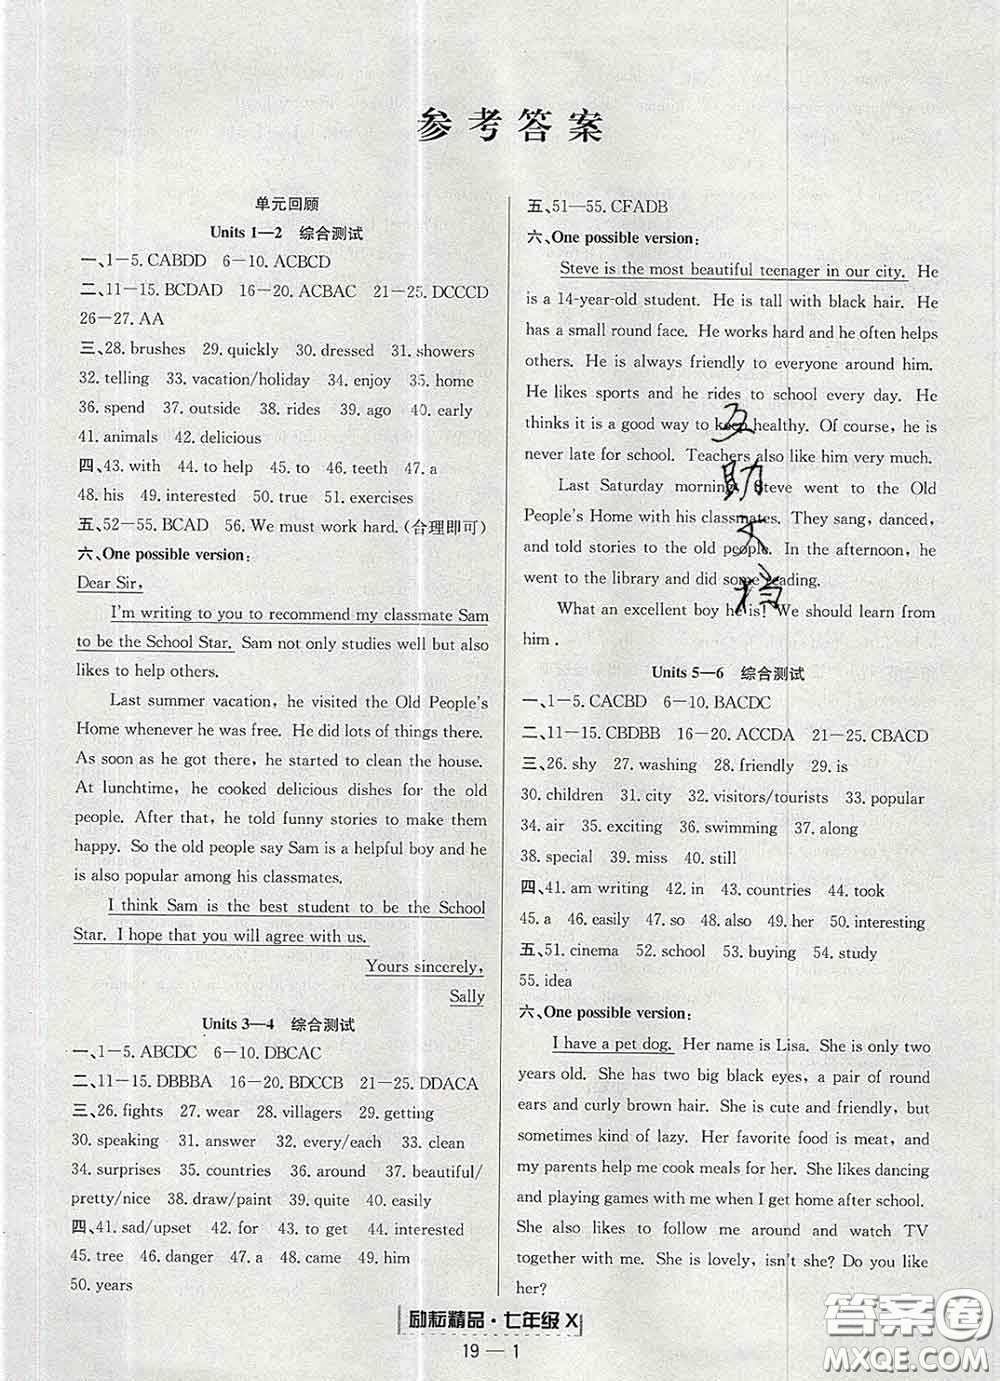 参考答案
单元回顾
Units 1—2 综合测试
一、1—5. CABDD 6—10. ACBCD
二、11—15. BCDAD 16—20. ACBAC 21—25. DCCCD
26—27. AA
三、28. brushes 29. quickly 30. dressed 31. showers
32. telling 33. vacation/holiday 34. enjoy 35. home
36. spend 37. outside 38. rides 39. ago 40. early
41. animals 42. delicious
四、43. with 44. to help 45. to 46. teeth 47. a
48. his 49. interested 50. true 51. exercises
五、52—55. BCAD 56. We must work hard. (合理即可)
六、One possible version:
Dear Sir,
I'm writing to you to recommend my classmate Sam
to be the School Star. Sam not only studies well but also
likes to help others.
Last summer vacation, he visited the Old People's
Home whenever he was free. He did lots of things there.
As soon as he got there, he started to clean the house.
At lunchtime, he cooked delicious dishes for the old
people. After that, he told funny stories to make them
happy. So the old people say Sam is a helpful boy and he
is also popular among his classmates.
I think Sam is the best student to be the School
Star. I hope that you will agree with us.
Yours sincerely,
Sally
Units 3—4 综合测试
一、1—5. ABCDC 6—10. DBCAC
二、11—15. DBBBA 16—20. BDCCB 21—25. DDACA
三、26. fights 27. wear 28. villagers 29. getting
30. speaking 31. answer 32. every/each 33. clean
34. surprises 35. countries 36. around 37. beautiful/
pretty/nice 38. draw/paint 39. quite 40. easily
四、41. sad/upset 42. for 43. to get 44. interested
45. tree 46. danger 47. a 48. came 49. him
50. years
五、51—55. CFADB
六、One possible version:
Steve is the most beautiful teenager in our city. He
is a 14-year-old student. He is tall with black hair. He
has a small round face. He works hard and he often helps
others. He is always friendly to everyone around him.
He likes sports and he rides to school every day. He
thinks it is a good way to keep healthy. Of course, he is
never late for school. Teachers also like him very much.
Last Saturday morning, Steve went to the Old
People's Home with his classmates. They sang, danced,
and told stories to the old people. In the afternoon, he
went to the library and did some reading.
What an excellent boy he is! We should learn from
him.
互助文档
Units 5—6 综合测试
一、1—5. CACBD 6—10. BACDC
二、11—15. CBDBB 16—20. ACCDA 21—25. CBACD
三、26. shy 27. washing 28. friendly 29. is
30. children 31. city 32. visitors/tourists 33. popular
34. air 35. exciting 36. swimming 37. along
38. special 39. miss 40. still
四、41. am writing 42. in 43. countries 44. took
45. a 46. easily 47. so 48. also 49. her 50. interesting
五、51. cinema 52. school 53. buying 54. study
55. idea
六、One possible version:
I have a pet dog. Her name is Lisa. She is only two
years old. She has two big black eyes, a pair of round
ears and curly brown hair. She is cute and friendly, but
sometimes kind of lazy. Her favorite food is meat, and
my parents help me cook meals for her. She likes dancing
and playing games with me when I get home after school.
She also likes to follow me around and watch TV
together with me. She is lovely, isn't she? Do you like
her?
励耘精品·七年级 X
19 — 1
答案圈
MXQE.COM